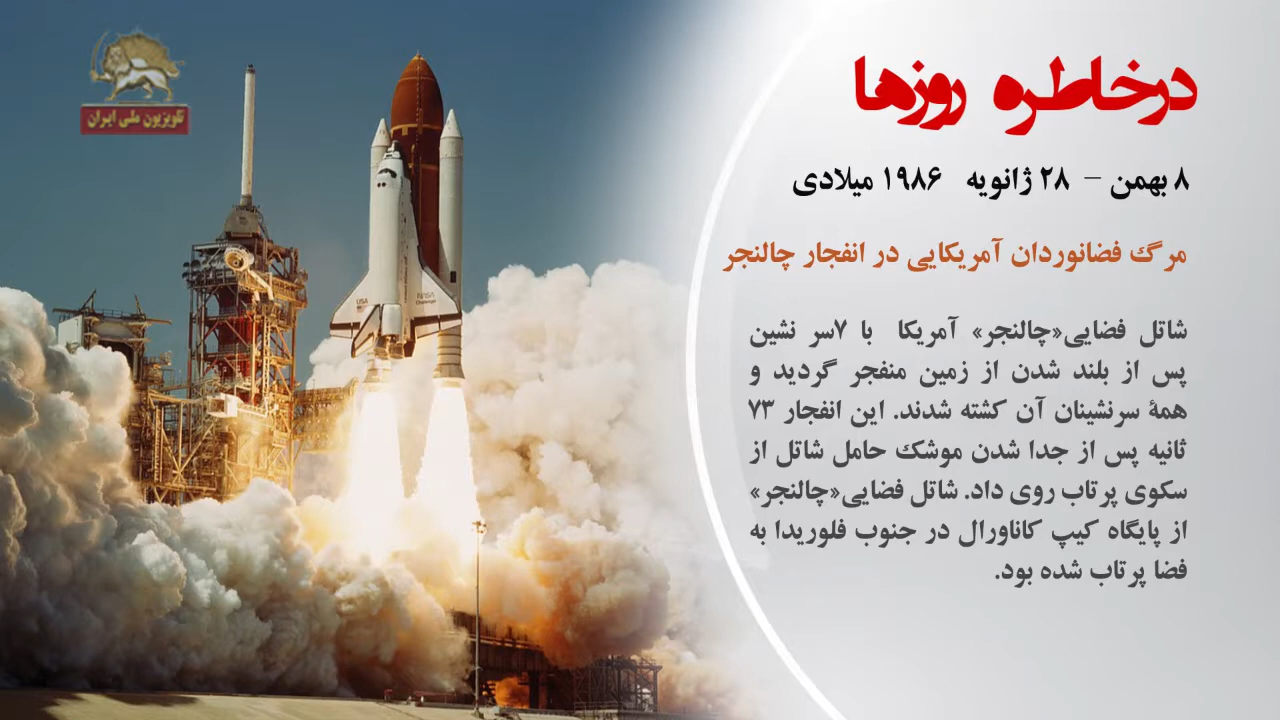 درخاطره روزها
۸ بهمن – ۲۸ ژانویه ۱۹۸۶ میلادی
مرگ فضانوردان آمریکایی در انفجار چالنجر
شاتل فضایی«چالنجر» آمریکا با ۷سر نشین
پس از بلند شدن از زمین منفجر گردید و
همهٔ سرنشینان آن کشته شدند. این انفجار ۷۳
ثانیه پس از جدا شدن موشک حامل شاتل از
سکوی پرتاب روی داد. شاتل فضایی«چالنجر»
از پایگاه کیپ کاناورال در جنوب فلوریدا به
فضا پرتاب شده بود.
تلویزیون ملی ایران
USA
NASA
Challenger